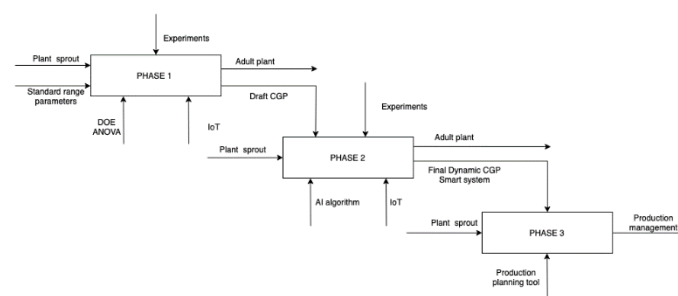 Experiments
Plant sprout
Adult plant
PHASE 1
Standard range
parameters
Draft CGP
Experiments
DOE
ANOVA
IoT
Plant sprout
Adult plant
PHASE 2
Final Dynamic CGP
Smart system
AI algorithm
IoT
Plant sprout
Production
management
PHASE 3
Production
planning tool